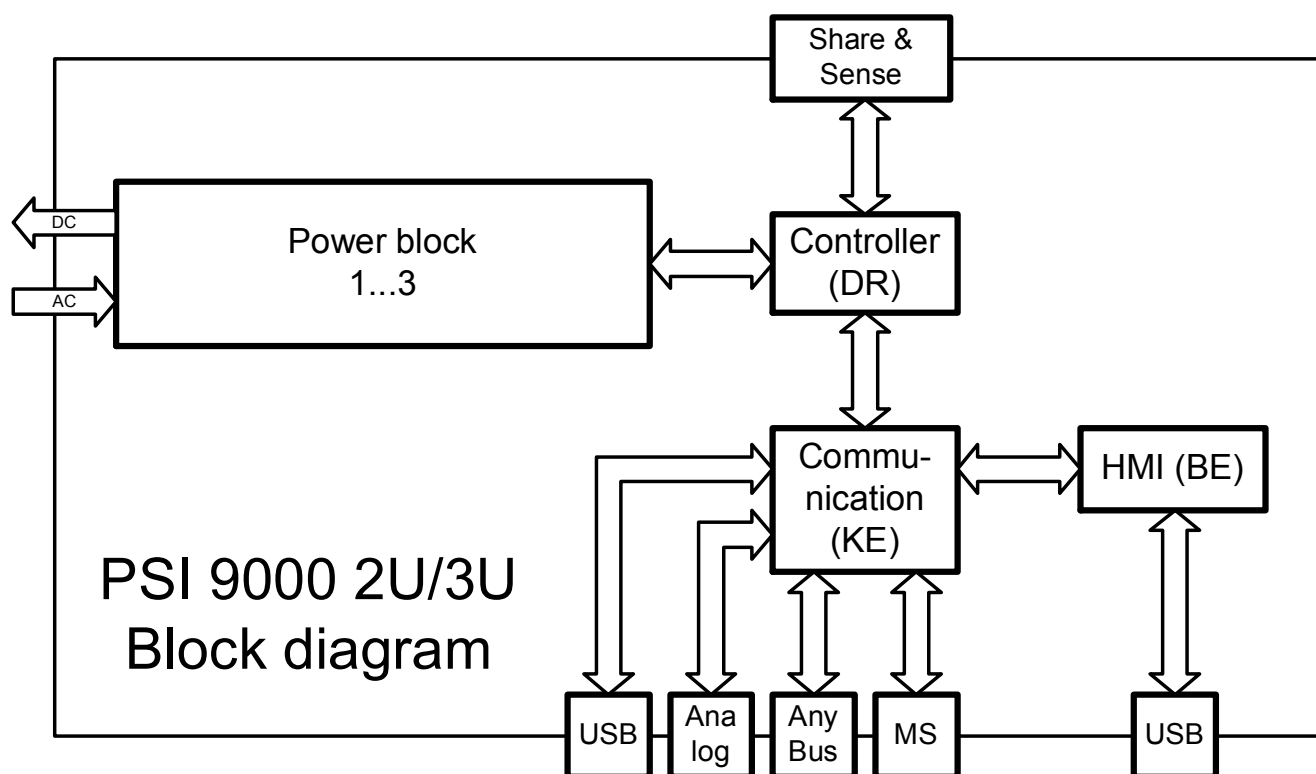 Share &
Sense
DC
AC
Power block
1...3
Controller
(DR)
Commu-
nication
(KE)
HMI (BE)
PSI 9000 2U/3U
Block diagram
USB
Ana
log
Any
Bus
MS
USB